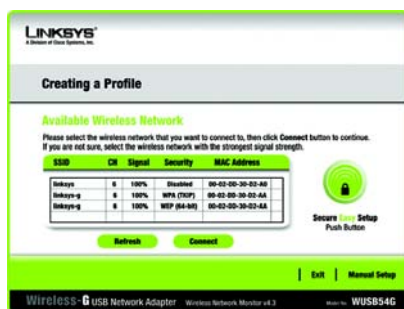 LINKSYS®
A Division of Cisco Systems, Inc.
Creating a Profile
Available Wireless Network
Please select the wireless network that you want to connect to, then click Connect button to continue.
If you are not sure, select the wireless network with the strongest signal strength.
SSID CH Signal Security MAC Address
linksys 6 100% Disabled 00-02-DD-30-D2-A0
linksys-g 6 100% WPA (TKIP) 00-02-DD-30-D2-AA
linksys-g 6 100% WEP (64-bit) 00-02-DD-30-D2-AA
Secure Easy Setup
Push Button
Refresh Connect
Exit Manual Setup
Wireless-G USB Network Adapter Wireless Network Monitor v4.3 Model No. WUSB54G